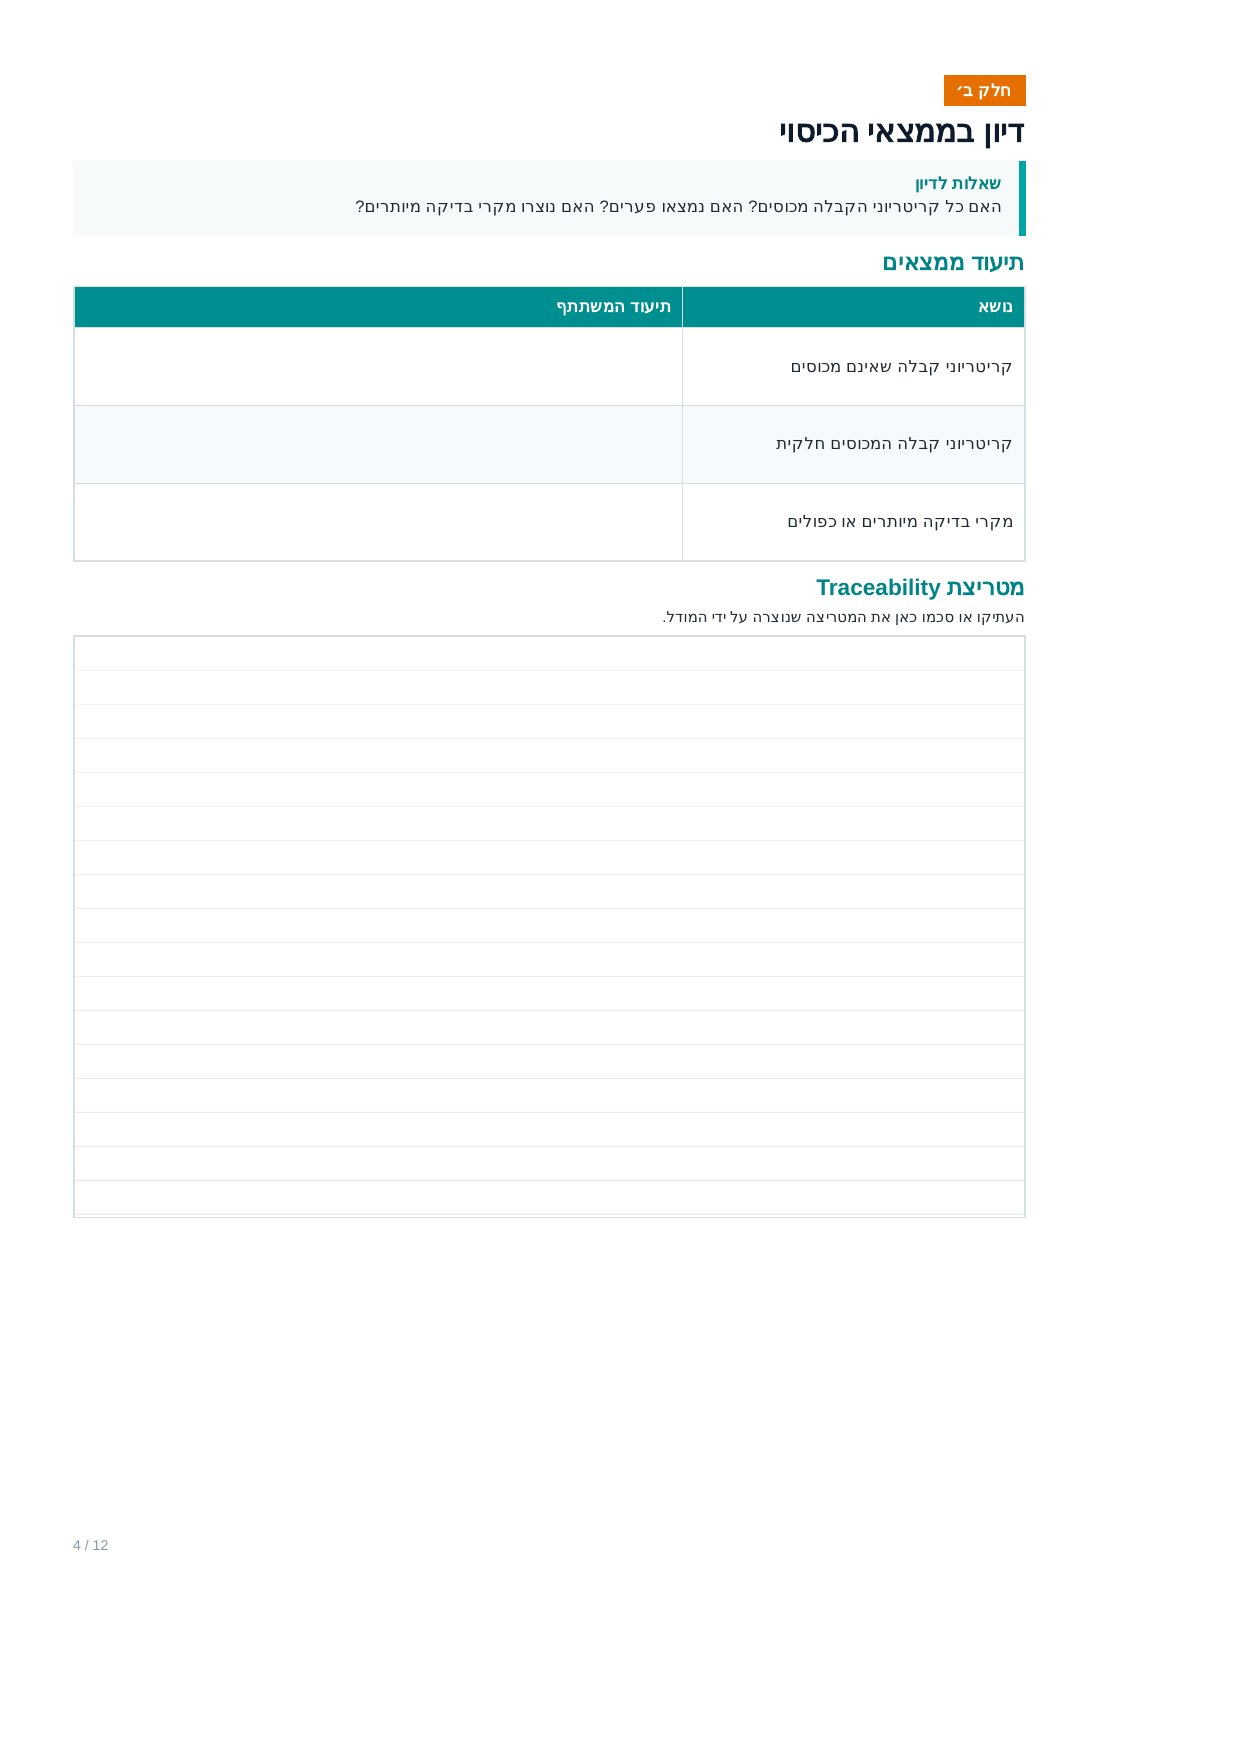 חלק ב׳
דיון בממצאי הכיסוי
שאלות לדיון
האם כל קריטריוני הקבלה מכוסים? האם נמצאו פערים? האם נוצרו מקרי בדיקה מיותרים?
תיעוד ממצאים
נושא תיעוד המשתתף
קריטריוני קבלה שאינם מכוסים
קריטריוני קבלה המכוסים חלקית
מקרי בדיקה מיותרים או כפולים
מטריצת Traceability
העתיקו או סכמו כאן את המטריצה שנוצרה על ידי המודל.
4 / 12